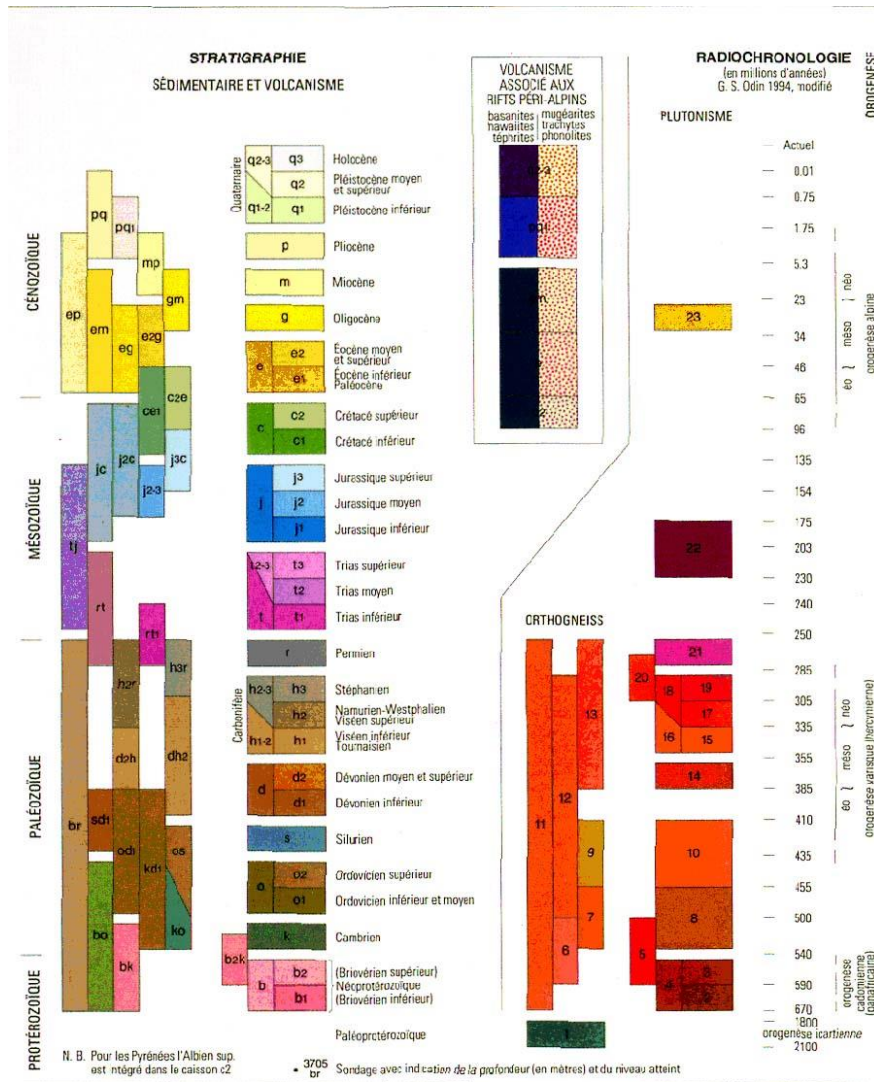 STRATIGRAPHIE
SÉDIMENTAIRE ET VOLCANISME
VOLCANISME
ASSOCIÉ AUX
RIFTS PÉRI-ALPINS
basanites mugéarites
hawaiites trachytes
téphrites phonolites
RADIOCHRONOLOGIE
(en millions d'années)
G. S. Odin 1994, modifié
PLUTONISME
OROGENÈSE
CÉNOZOÏQUE
MÉSOZOÏQUE
PALÉOZOÏQUE
PROTÉROZOÏQUE
pq
pq1
mp
gm
ep
em
eg
e2g
ce1
c2e
jc
j2c
j2-3
j3c
tj
rt
rt1
h2r
h3r
d2h
dh2
br
sd1
od1
kd1
os
bo
bk
ko
b2k
Quaternaire
q2-3 q3 Holocène
q2 Pléistocène moyen
et supérieur
q1-2 q1 Pléistocène inférieur
p Pliocène
m Miocène
g Oligocène
e e2 Éocène moyen
et supérieur
e1 Éocène inférieur
Paléocène
c c2 Crétacé supérieur
c1 Crétacé inférieur
j j3 Jurassique supérieur
j2 Jurassique moyen
j1 Jurassique inférieur
t2-3 t3 Trias supérieur
t2 Trias moyen
t t1 Trias inférieur
r Permien
Carbonifère
h2-3 h3 Stéphanien
h2 Namurien-Westphalien
Viséen supérieur
h1-2 h1 Viséen inférieur
Tournaisien
d d2 Dévonien moyen et supérieur
d1 Dévonien inférieur
s Silurien
o o2 Ordovicien supérieur
o1 Ordovicien inférieur et moyen
k Cambrien
b b2 (Briovérien supérieur)
Néoprotérozoïque
b1 (Briovérien inférieur)
Paléoprotérozoïque
ORTHOGNEISS
11
12
13
9
7
6
1
23
22
21
20
18 19
17
16 15
14
10
8
5
4
Actuel
0.01
0.75
1.75
5.3
23
34
46
65
96
135
154
175
203
230
240
250
285
305
335
355
385
410
435
455
500
540
590
670
1800
2100
éo } méso } néo
orogenèse alpine
éo } méso } néo
orogenèse varisque (hercynienne)
orogenèse
cadomienne
(panafricaine)
orogenèse icartienne
N. B. Pour les Pyrénées l'Albien sup.
est intégré dans le caisson c2
• 3705
br Sondage avec indication de la profondeur (en mètres) et du niveau atteint